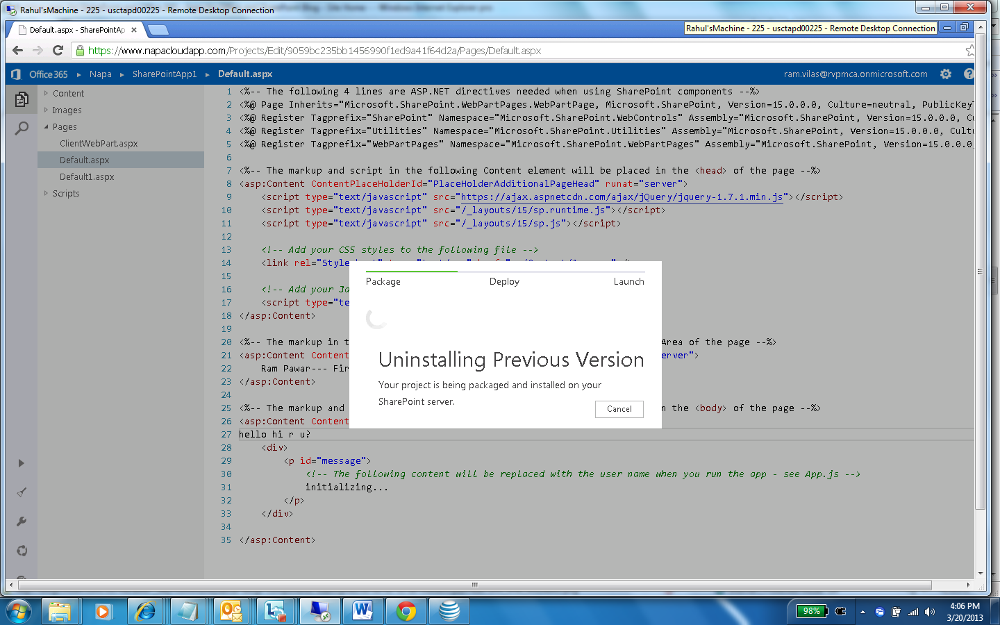 Rahul'sMachine - 225 - usctapd00225 - Remote Desktop Connection
Default.aspx - SharePointAp
Rahul'sMachine - 225 - usctapd00225 - Remote Desktop Connection
https://www.napacloudapp.com/Projects/Edit/9059bc235bb1456990f1ed9a41f64d2a/Pages/Default.aspx
Office 365 ▸ Napa ▸ SharePointApp1 ▸ Default.aspx
ram.vilas@rvpmca.onmicrosoft.com
Content
Images
Pages
ClientWebPart.aspx
Default.aspx
Default1.aspx
Scripts
1 <%-- The following 4 lines are ASP.NET directives needed when using SharePoint components --%>
2 <%@ Page Inherits="Microsoft.SharePoint.WebPartPages.WebPartPage, Microsoft.SharePoint, Version=15.0.0.0, Culture=neutral, PublicKeyT
3 <%@ Register Tagprefix="SharePoint" Namespace="Microsoft.SharePoint.WebControls" Assembly="Microsoft.SharePoint, Version=15.0.0.0, Cu
4 <%@ Register Tagprefix="Utilities" Namespace="Microsoft.SharePoint.Utilities" Assembly="Microsoft.SharePoint, Version=15.0.0.0, Cultu
5 <%@ Register Tagprefix="WebPartPages" Namespace="Microsoft.SharePoint.WebPartPages" Assembly="Microsoft.SharePoint, Version=15.0.0.0,
6
7 <%-- The markup and script in the following Content element will be placed in the <head> of the page --%>
8 <asp:Content ContentPlaceHolderId="PlaceHolderAdditionalPageHead" runat="server">
9 <script type="text/javascript" src="https://ajax.aspnetcdn.com/ajax/jQuery/jquery-1.7.1.min.js"></script>
10 <script type="text/javascript" src="/_layouts/15/sp.runtime.js"></script>
11 <script type="text/javascript" src="/_layouts/15/sp.js"></script>
12
13 <!-- Add your CSS styles to the following file -->
14 <link rel="Style
15
16 <!-- Add your Ja
17 <script type="te
18 </asp:Content>
19
20 <%-- The markup in t Area of the page --%>
21 <asp:Content Content erver">
22 Ram Pawar--- Fir
23 </asp:Content>
24
25 <%-- The markup and n the <body> of the page --%>
26 <asp:Content Content
27 hello hi r u?
28 <div>
29 <p id="message">
30 <!-- The following content will be replaced with the user name when you run the app - see App.js -->
31 initializing...
32 </p>
33 </div>
34
35 </asp:Content>
Package Deploy Launch
Uninstalling Previous Version
Your project is being packaged and installed on your
SharePoint server.
Cancel
98%
4:06 PM
3/20/2013